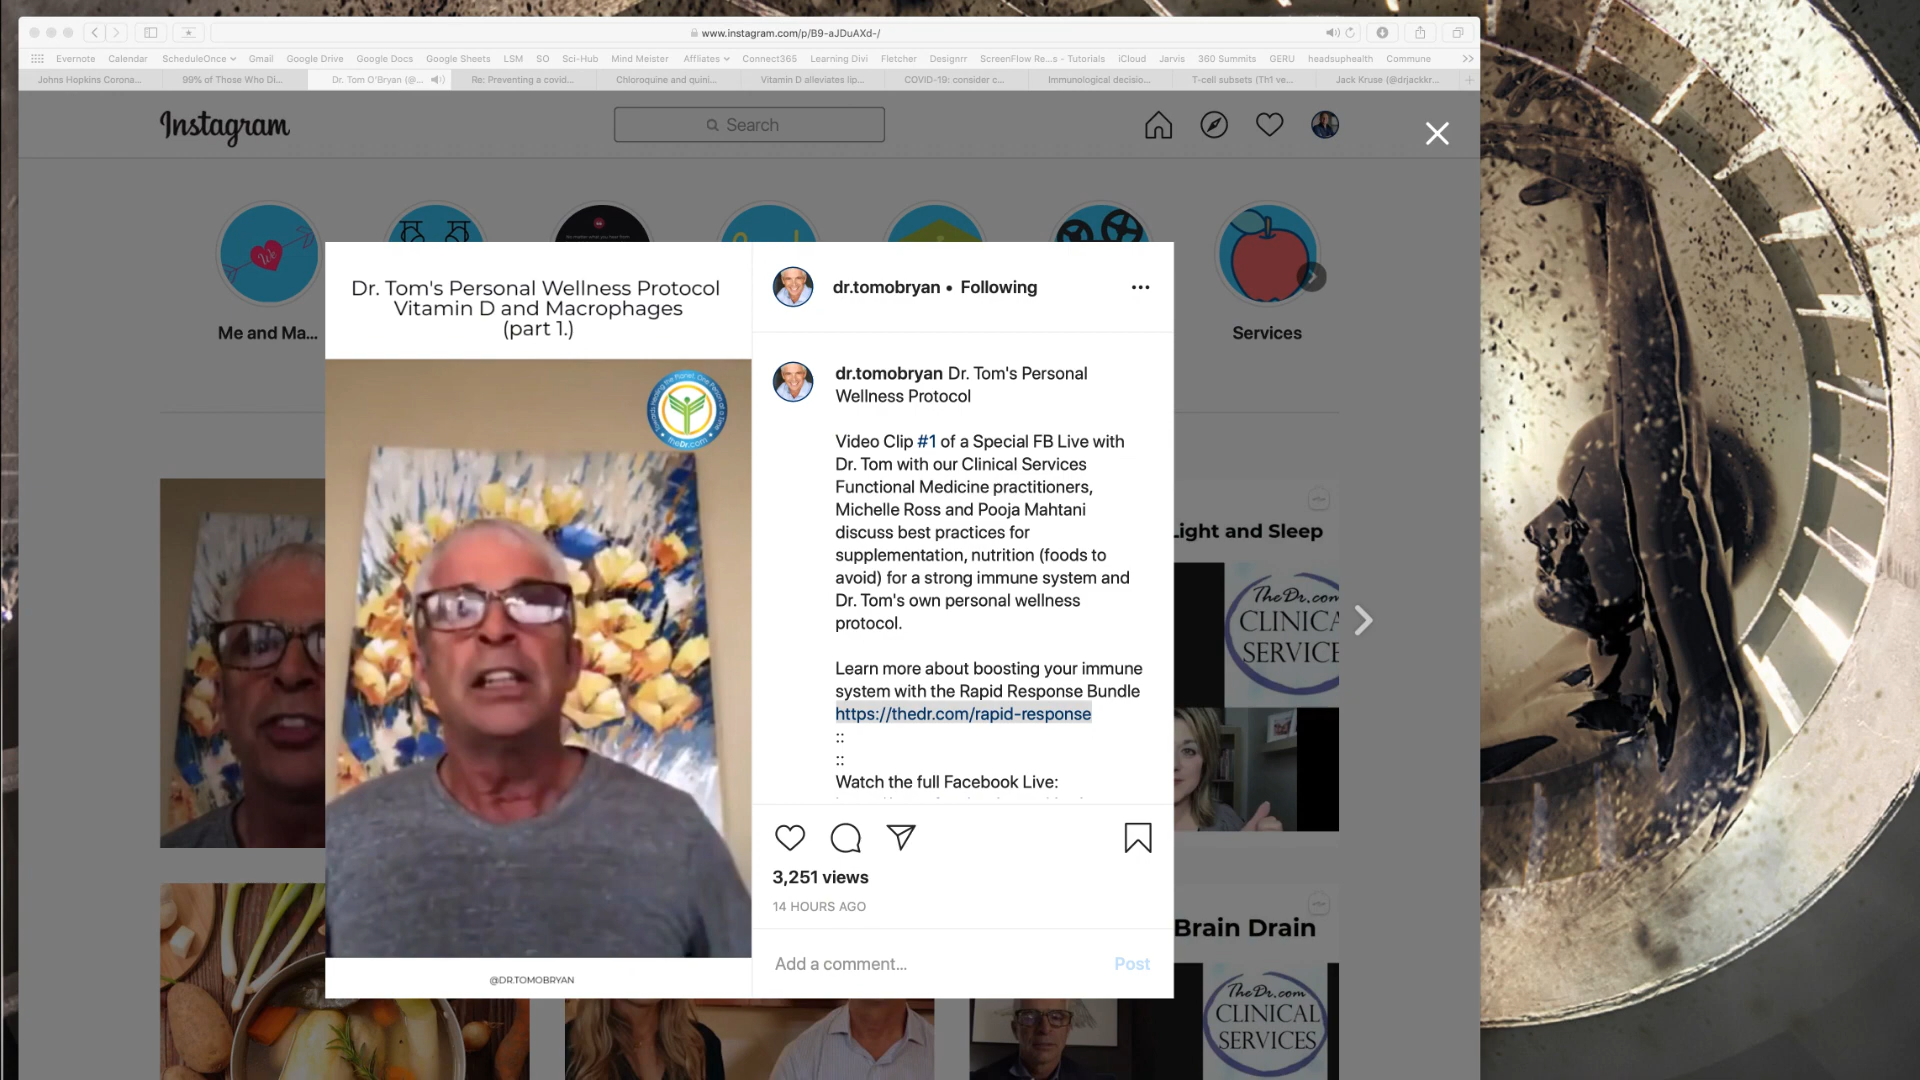 www.instagram.com/p/B9-aJDuAXd-/
Evernote Calendar ScheduleOnce Gmail Google Drive Google Docs Google Sheets LSM SO Sci-Hub Mind Meister Affliates Connect365 Learning Divi Fletcher Designrr ScreenFlow Re...s - Tutorials iCloud Jarvis 360 Summits GERU headsuphealth Commune
Johns Hopkins Corona... 99% of Those Who Di... Dr. Tom O'Bryan (@... Re: Preventing a covid... Chloroquine and quini... Vitamin D alleviates lip... COVID-19: consider c... Immunological decisio... T-cell subsets (Th1 ve... Jack Kruse (@drjackkr...
Instagram
Search
We
Me and Ma...
Services
Dr. Tom's Personal Wellness Protocol
Vitamin D and Macrophages
(part 1.)
theDr.com
@DR.TOMOBRYAN
dr.tomobryan • Following
dr.tomobryan Dr. Tom's Personal
Wellness Protocol
Video Clip #1 of a Special FB Live with
Dr. Tom with our Clinical Services
Functional Medicine practitioners,
Michelle Ross and Pooja Mahtani
discuss best practices for
supplementation, nutrition (foods to
avoid) for a strong immune system and
Dr. Tom's own personal wellness
protocol.
Learn more about boosting your immune
system with the Rapid Response Bundle
https://thedr.com/rapid-response
::
::
Watch the full Facebook Live:
3,251 views
14 HOURS AGO
Add a comment...
Post
Light and Sleep
TheDr.com
CLINICA
SERVICE
Brain Drain
TheDr.com
CLINICAL
SERVICES